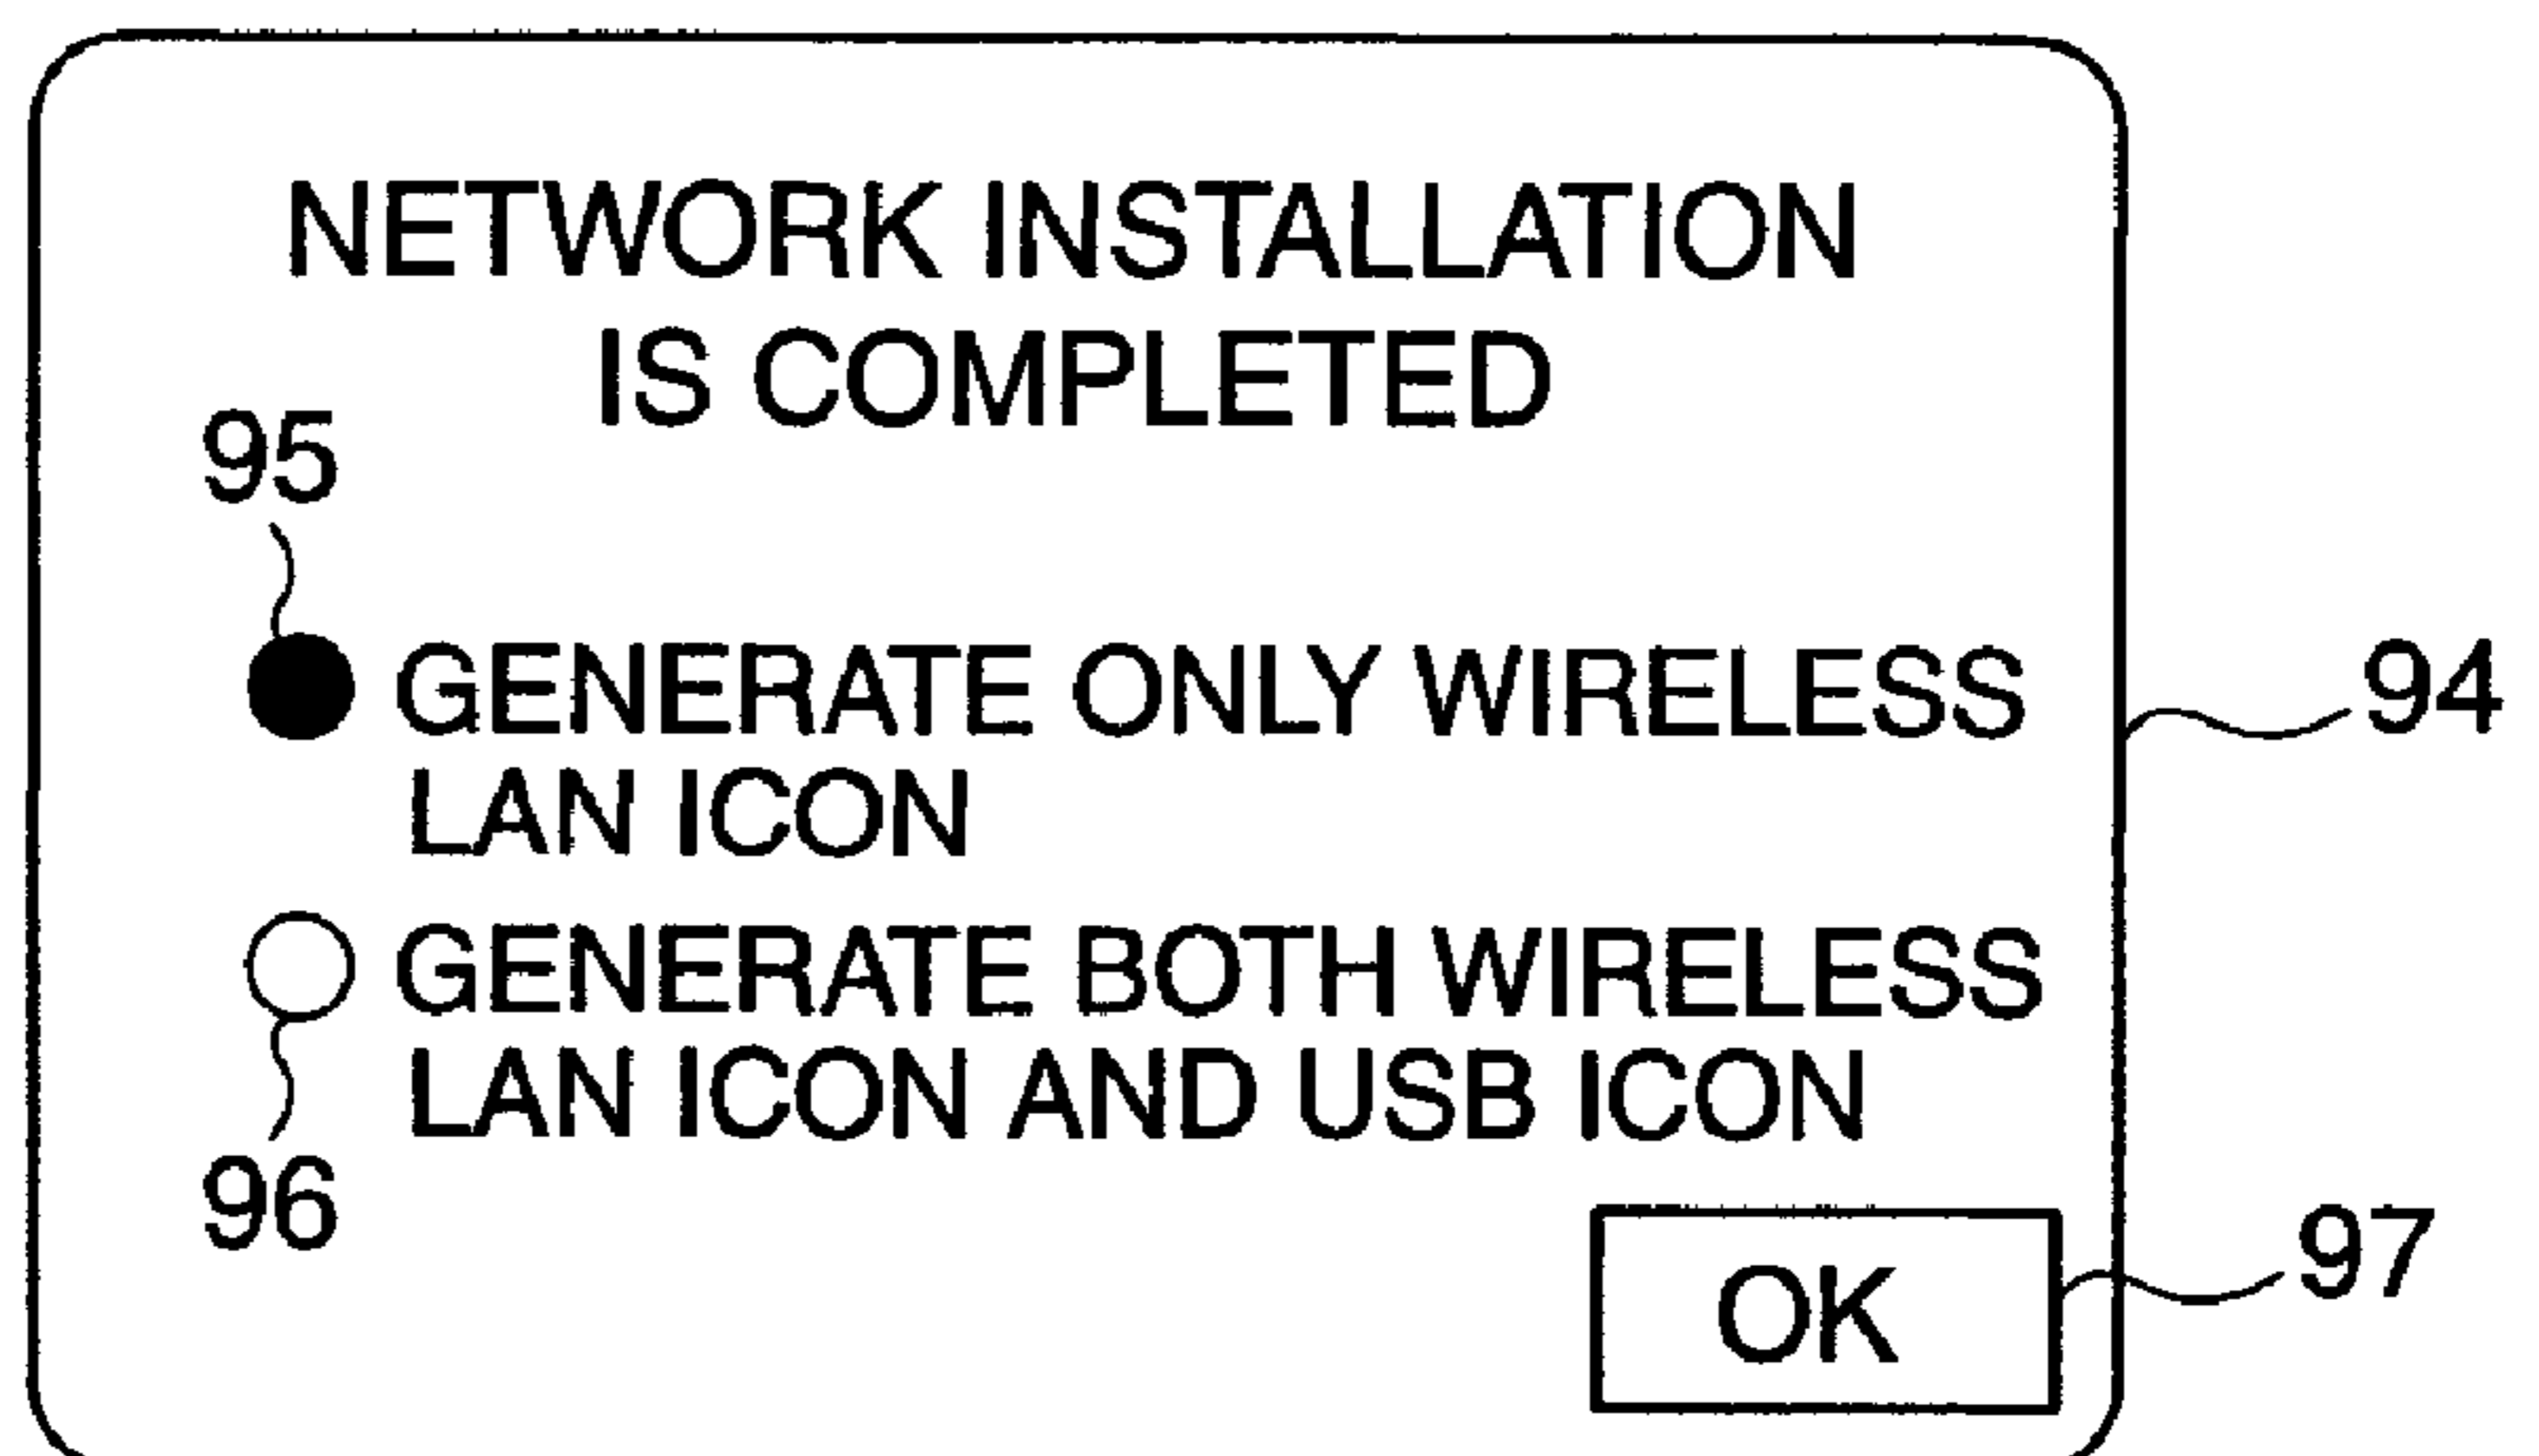 NETWORK INSTALLATION
IS COMPLETED
95
GENERATE ONLY WIRELESS
LAN ICON
94
GENERATE BOTH WIRELESS
LAN ICON AND USB ICON
96
OK
97